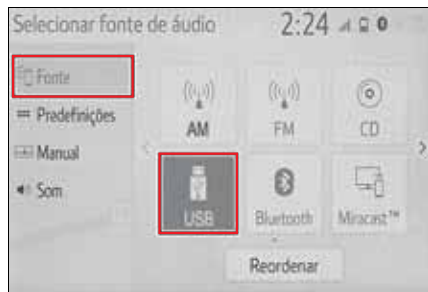 Selecionar fonte de áudio 2:24
Fonte
Predefinições
Manual
Som
AM
FM
CD
USB
Bluetooth
Miracast™
Reordenar